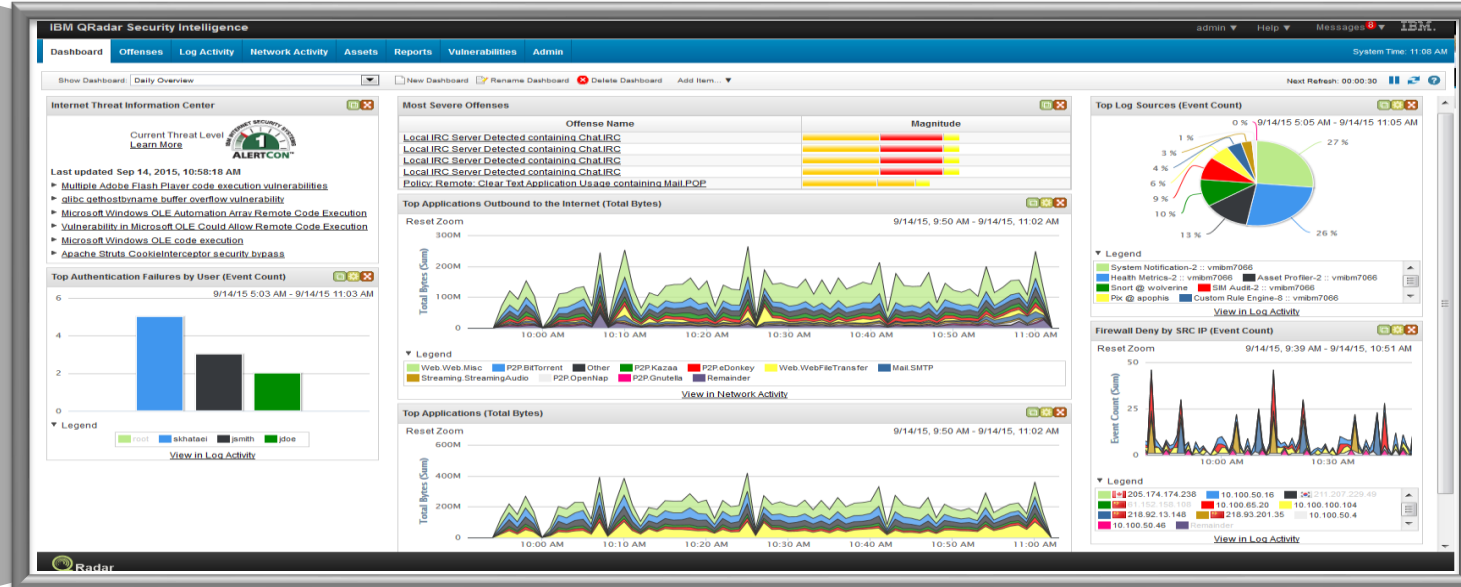 IBM QRadar Security Intelligence
admin ▼ Help ▼ Messages 8 ▼ IBM.
Dashboard Offenses Log Activity Network Activity Assets Reports Vulnerabilities Admin
System Time: 11:08 AM
Show Dashboard: Daily Overview
New Dashboard Rename Dashboard Delete Dashboard Add Item... ▼
Next Refresh: 00:00:30
Internet Threat Information Center
Current Threat Level
Learn More
INTERNET SECURITY SYSTEMS
1
ALERTCON™
Last updated Sep 14, 2015, 10:58:18 AM
Multiple Adobe Flash Player code execution vulnerabilities
glibc gethostbyname buffer overflow vulnerability
Microsoft Windows OLE Automation Array Remote Code Execution
Vulnerability in Microsoft OLE Could Allow Remote Code Execution
Microsoft Windows OLE code execution
Apache Struts CookieInterceptor security bypass
Top Authentication Failures by User (Event Count)
9/14/15 5:03 AM - 9/14/15 11:03 AM
6
4
2
0
▼ Legend
root skhataei jsmith jdoe
View in Log Activity
Most Severe Offenses
Offense Name Magnitude
Local IRC Server Detected containing Chat.IRC
Local IRC Server Detected containing Chat.IRC
Local IRC Server Detected containing Chat.IRC
Local IRC Server Detected containing Chat.IRC
Policy: Remote: Clear Text Application Usage containing Mail.POP
Top Applications Outbound to the Internet (Total Bytes)
Reset Zoom 9/14/15, 9:50 AM - 9/14/15, 11:02 AM
Total Bytes (Sum)
300M
200M
100M
0
10:00 AM 10:10 AM 10:20 AM 10:30 AM 10:40 AM 10:50 AM 11:00 AM
▼ Legend
Web.Web.Misc P2P.BitTorrent Other P2P.Kazaa P2P.eDonkey Web.WebFileTransfer Mail.SMTP
Streaming.StreamingAudio P2P.OpenNap P2P.Gnutella Remainder
View in Network Activity
Top Applications (Total Bytes)
Reset Zoom 9/14/15, 9:50 AM - 9/14/15, 11:02 AM
Total Bytes (Sum)
600M
400M
200M
0
10:00 AM 10:10 AM 10:20 AM 10:30 AM 10:40 AM 10:50 AM 11:00 AM
Top Log Sources (Event Count)
9/14/15 5:05 AM - 9/14/15 11:05 AM
0 %
1 %
3 %
4 %
6 %
9 %
10 %
13 %
27 %
26 %
▼ Legend
System Notification-2 :: vmibm7066
Health Metrics-2 :: vmibm7066 Asset Profiler-2 :: vmibm7066
Snort @ wolverine SIM Audit-2 :: vmibm7066
Pix @ apophis Custom Rule Engine-8 :: vmibm7066
View in Log Activity
Firewall Deny by SRC IP (Event Count)
Reset Zoom 9/14/15, 9:39 AM - 9/14/15, 10:51 AM
Event Count (Sum)
50
25
0
10:00 AM 10:30 AM
▼ Legend
205.174.174.238 10.100.50.16 211.207.229.49
10.100.65.20 10.100.100.104
218.92.13.148 218.93.201.35 10.100.50.4
10.100.50.46 Remainder
View in Log Activity
QRadar